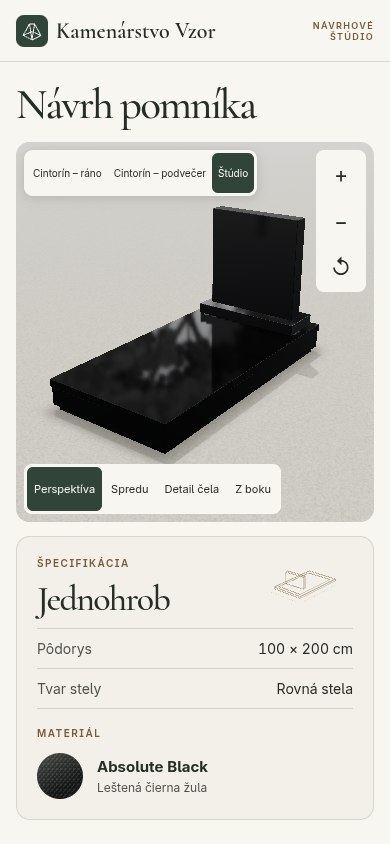 Kamenárstvo Vzor
NÁVRHOVÉ
ŠTÚDIO
Návrh pomníka
Cintorín – ráno
Cintorín – podvečer
Štúdio
+
−
Perspektíva
Spredu
Detail čela
Z boku
ŠPECIFIKÁCIA
Jednohrob
Pôdorys
100 × 200 cm
Tvar stely
Rovná stela
MATERIÁL
Absolute Black
Leštená čierna žula